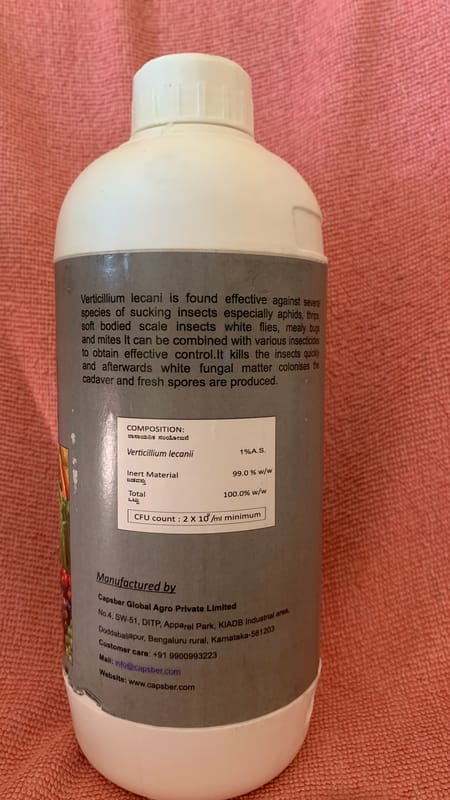 Verticillium lecani is found effective against several
species of sucking insects especially aphids, thrips,
soft bodied scale insects white flies, mealy bugs
and mites It can be combined with various insecticides
to obtain effective control.It kills the insects quickly
and afterwards white fungal matter colonises the
cadaver and fresh spores are produced.
COMPOSITION:
ರಾಸಾಯನಿಕ ಸಂಯೋಜನೆ
Verticillium lecanii 1%A.S.
Inert Material 99.0 % w/w
ಜಡವಸ್ತು
Total 100.0% w/w
ಒಟ್ಟು
CFU count : 2 X 10⁸/ml minimum
Manufactured by
Capsber Global Agro Private Limited
No.4, SW-51, DITP, Apparel Park, KIADB Industrial area,
Doddaballapur, Bengaluru rural, Karnataka-561203
Customer care: +91 9900993223
Mail: info@capsber.com
Website: www.capsber.com